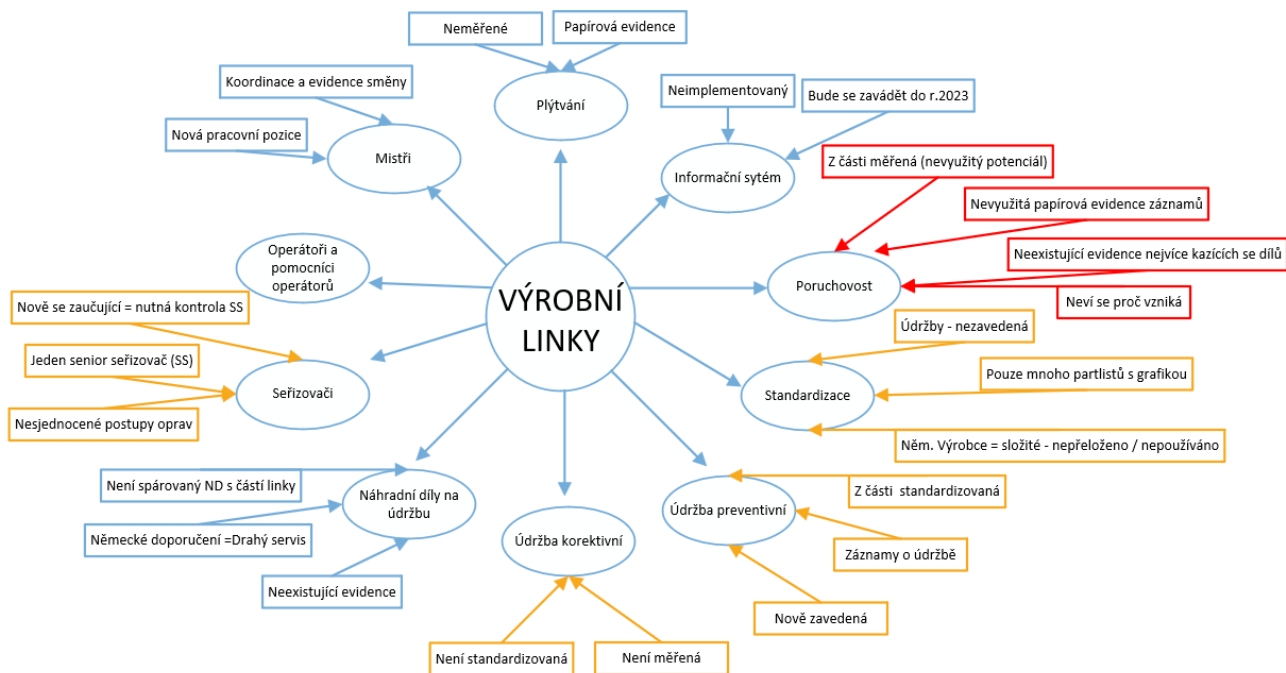 Neměřené
Papírová evidence
Koordinace a evidence směny
Plýtvání
Neimplementovaný
Bude se zavádět do r.2023
Nová pracovní pozice
Mistři
Informační sytém
Z části měřená (nevyužitý potenciál)
Nevyužitá papírová evidence záznamů
Operátoři a
pomocníci
operátorů
Neexistující evidence nejvíce kazících se dílů
VÝROBNÍ
LINKY
Poruchovost
Neví se proč vzniká
Nově se zaučující = nutná kontrola SS
Údržby - nezavedená
Jeden senior seřizovač (SS)
Seřizovači
Pouze mnoho partlistů s grafikou
Standardizace
Nesjednocené postupy oprav
Něm. Výrobce = složité - nepřeloženo / nepoužíváno
Není spárovaný ND s částí linky
Náhradní díly na
údržbu
Z části  standardizovaná
Údržba preventivní
Německé doporučení =Drahý servis
Údržba korektivní
Záznamy o údržbě
Neexistující evidence
Nově zavedená
Není standardizovaná
Není měřená